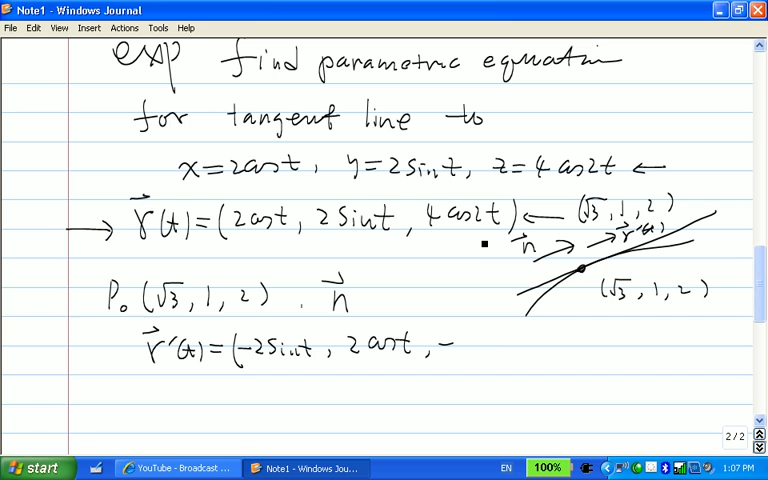 Note1 - Windows Journal
File Edit View Insert Actions Tools Help
exp find parametric equation
for tangent line to
x=2cost, y=2sint, z=4cos2t ←
→ r⃗(t)=(2cost, 2sint, 4cos2t) ← (√3, 1, 2)
n⃗ r⃗'(t)
P₀(√3, 1, 2). n⃗ (√3, 1, 2)
r⃗'(t)=(-2sint, 2cost, -
2/2
start YouTube - Broadcast ... Note1 - Windows Jour... EN 100% 1:07 PM